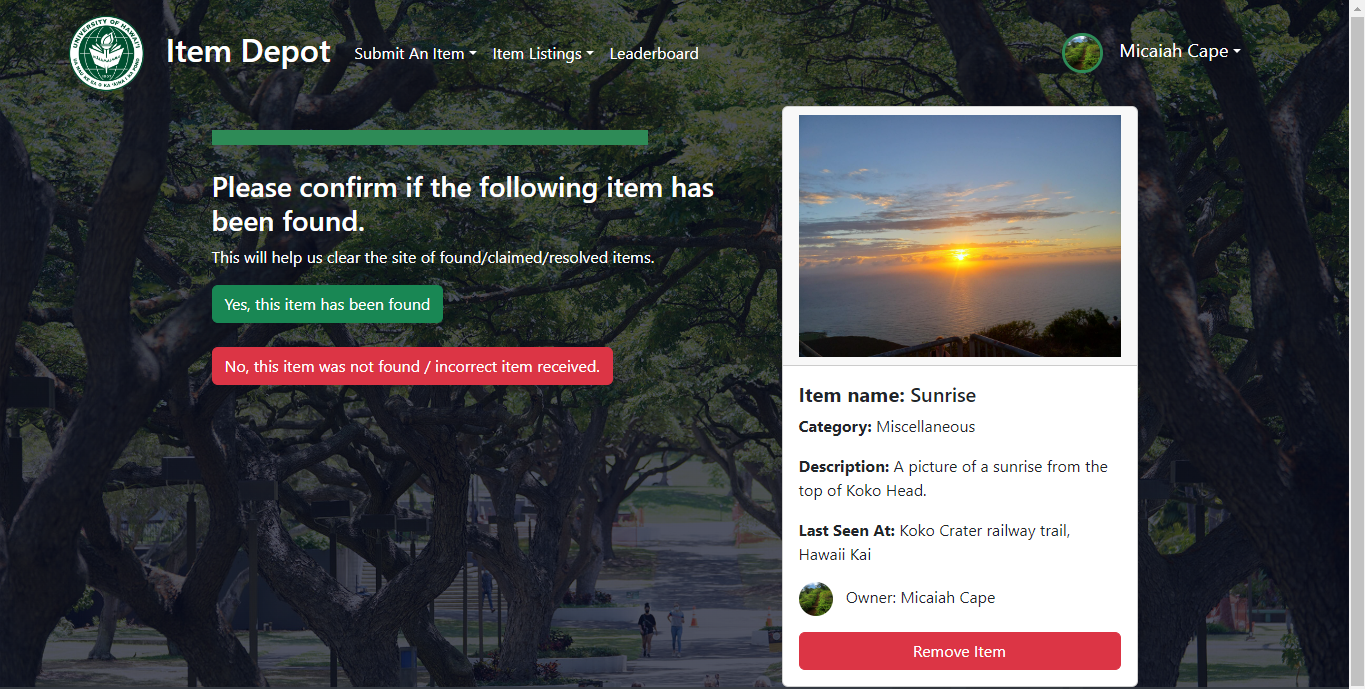 UNIVERSITY OF HAWAI'I
1907
Item Depot
Submit An Item
Item Listings
Leaderboard
Micaiah Cape
Please confirm if the following item has
been found.
This will help us clear the site of found/claimed/resolved items.
Yes, this item has been found
No, this item was not found / incorrect item received.
Item name: Sunrise
Category: Miscellaneous
Description: A picture of a sunrise from the
top of Koko Head.
Last Seen At: Koko Crater railway trail,
Hawaii Kai
Owner: Micaiah Cape
Remove Item